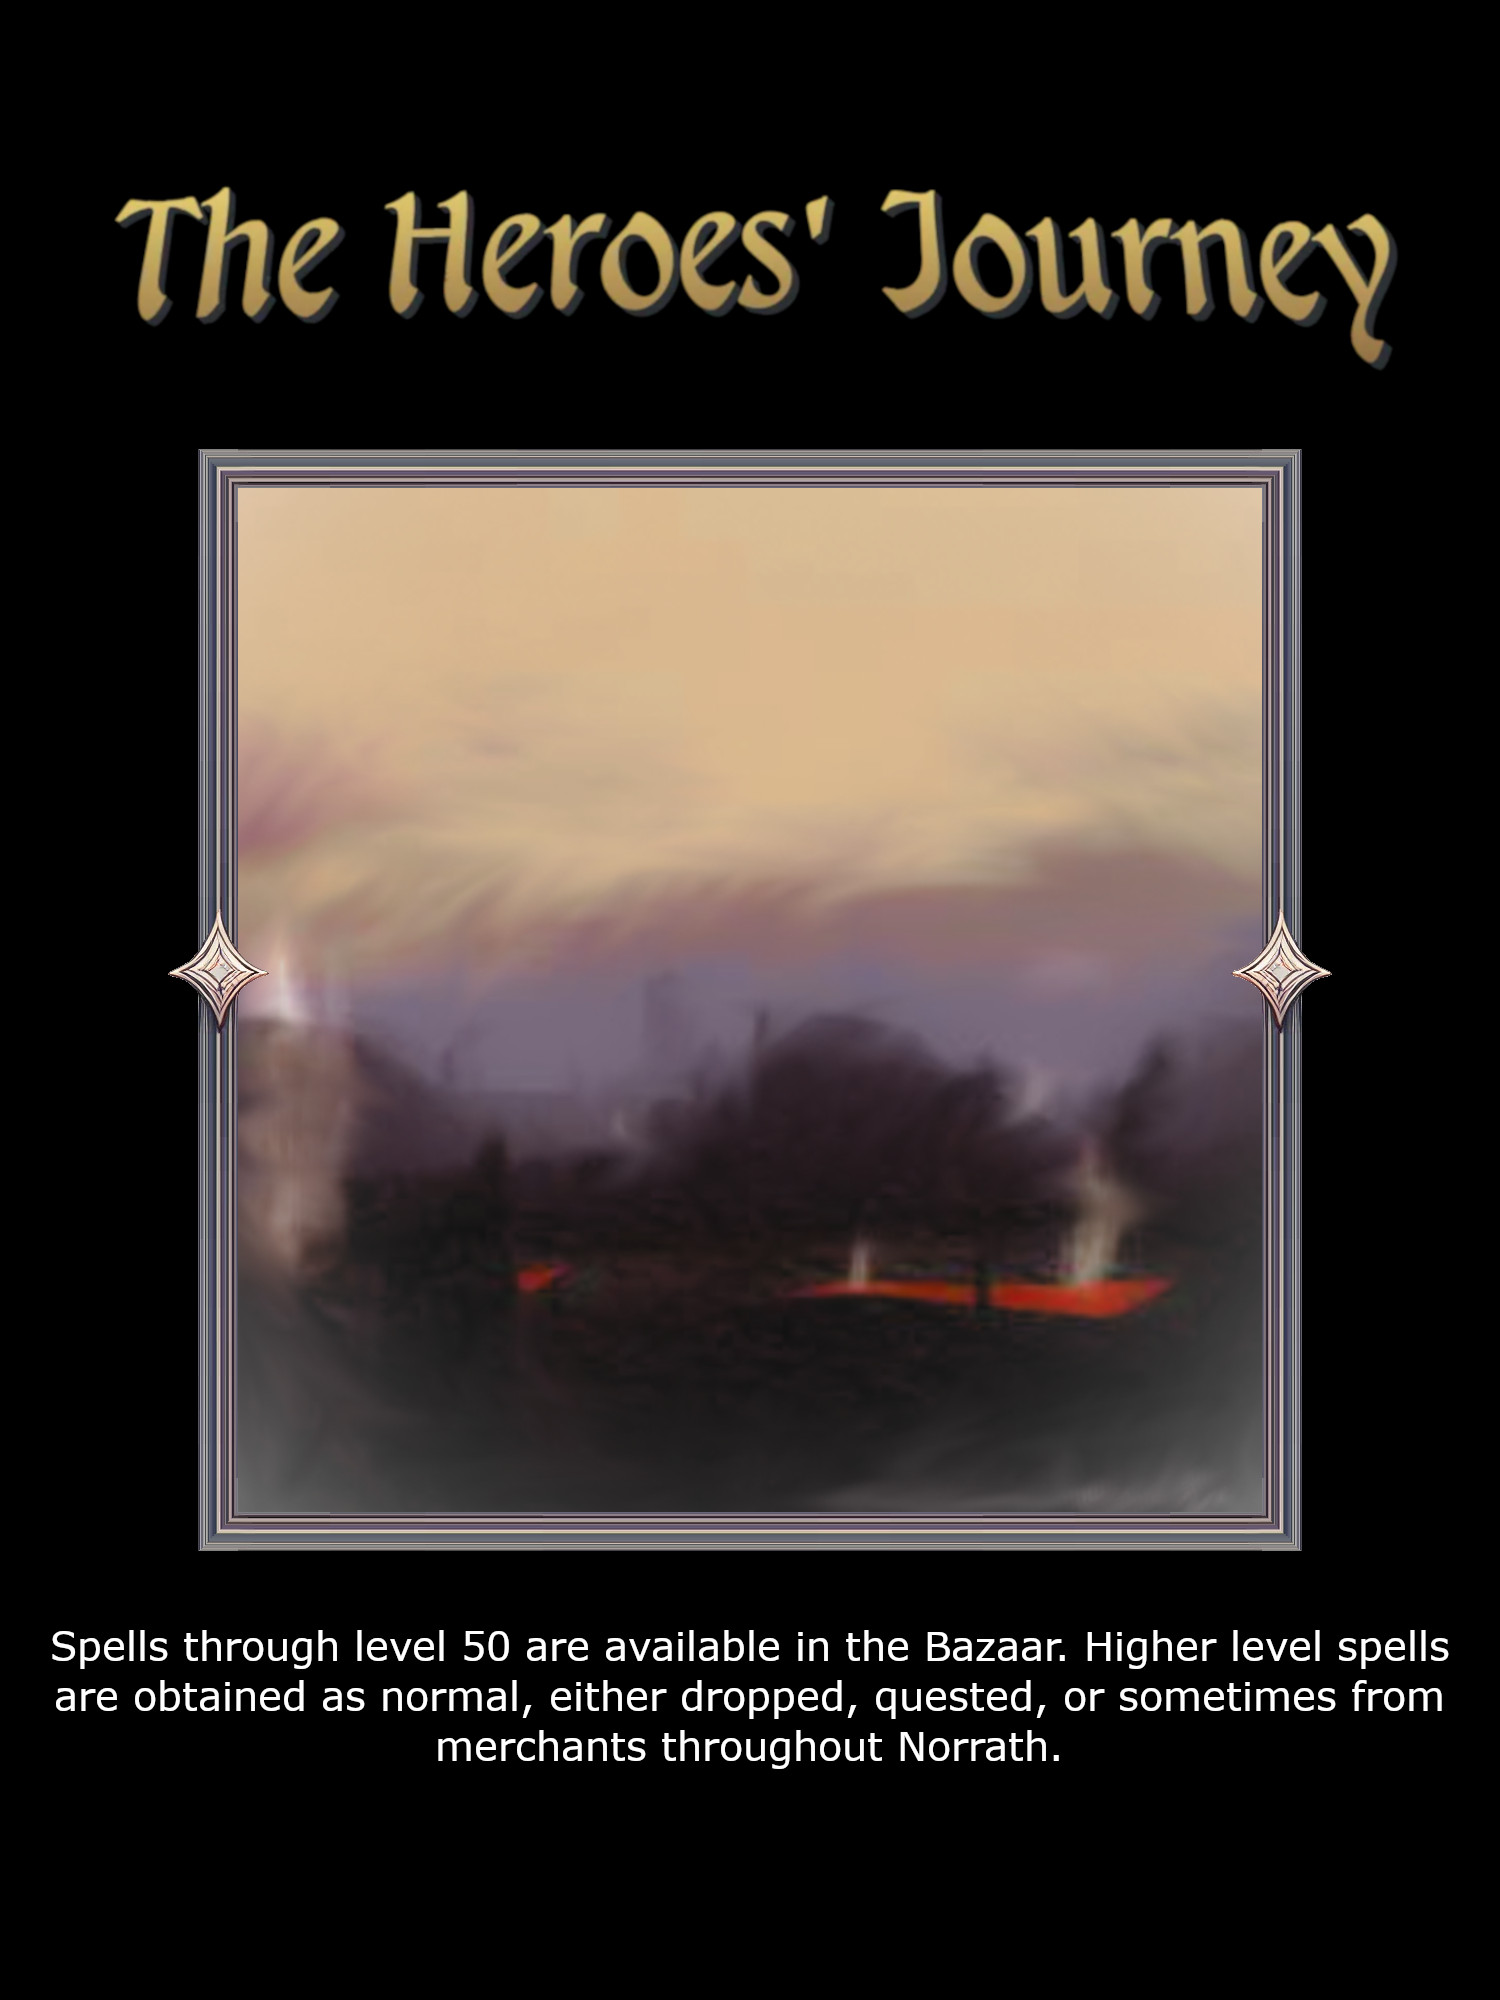 The Heroes' Journey
Spells through level 50 are available in the Bazaar. Higher level spells
are obtained as normal, either dropped, quested, or sometimes from
merchants throughout Norrath.